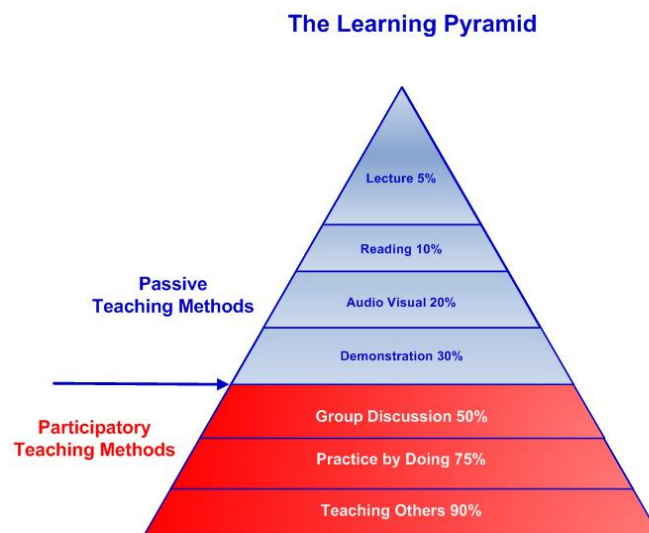 The Learning Pyramid
Lecture 5%
Reading 10%
Passive
Teaching Methods
Audio Visual 20%
Demonstration 30%
Participatory
Teaching Methods
Group Discussion 50%
Practice by Doing 75%
Teaching Others 90%